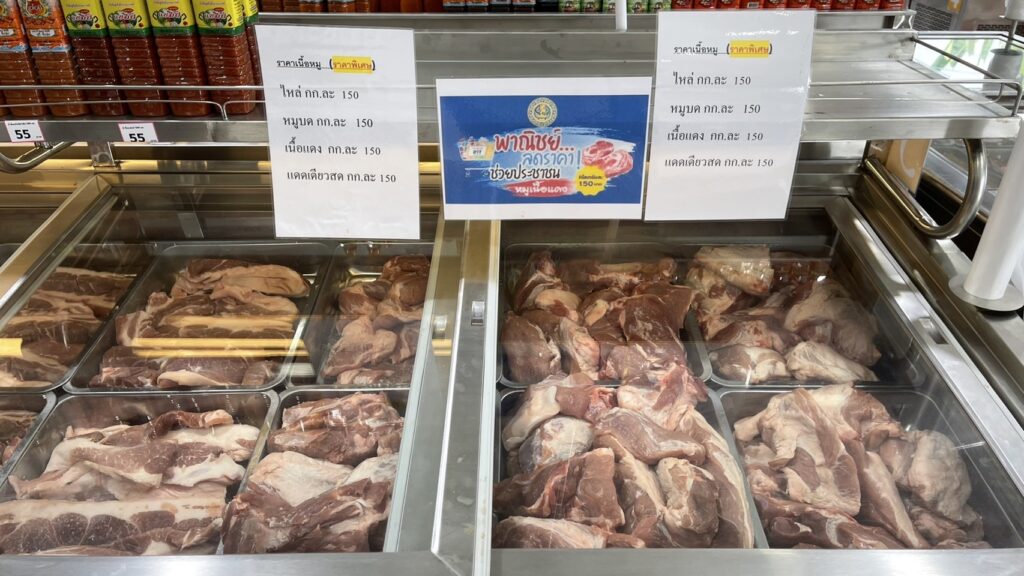 ราคาเนื้อหมู (ราคาพิเศษ)
ไหล่ กก.ละ 150
หมูบด กก.ละ 150
เนื้อแดง กก.ละ 150
แดดเดียวสด กก.ละ 150
พาณิชย์...
ลดราคา!
ช่วยประชาชน
หมูเนื้อแดง
150 บาท
ราคาเนื้อหมู (ราคาพิเศษ)
ไหล่ กก.ละ 150
หมูบด กก.ละ 150
เนื้อแดง กก.ละ 150
แดดเดียวสด กก.ละ 150
55
55